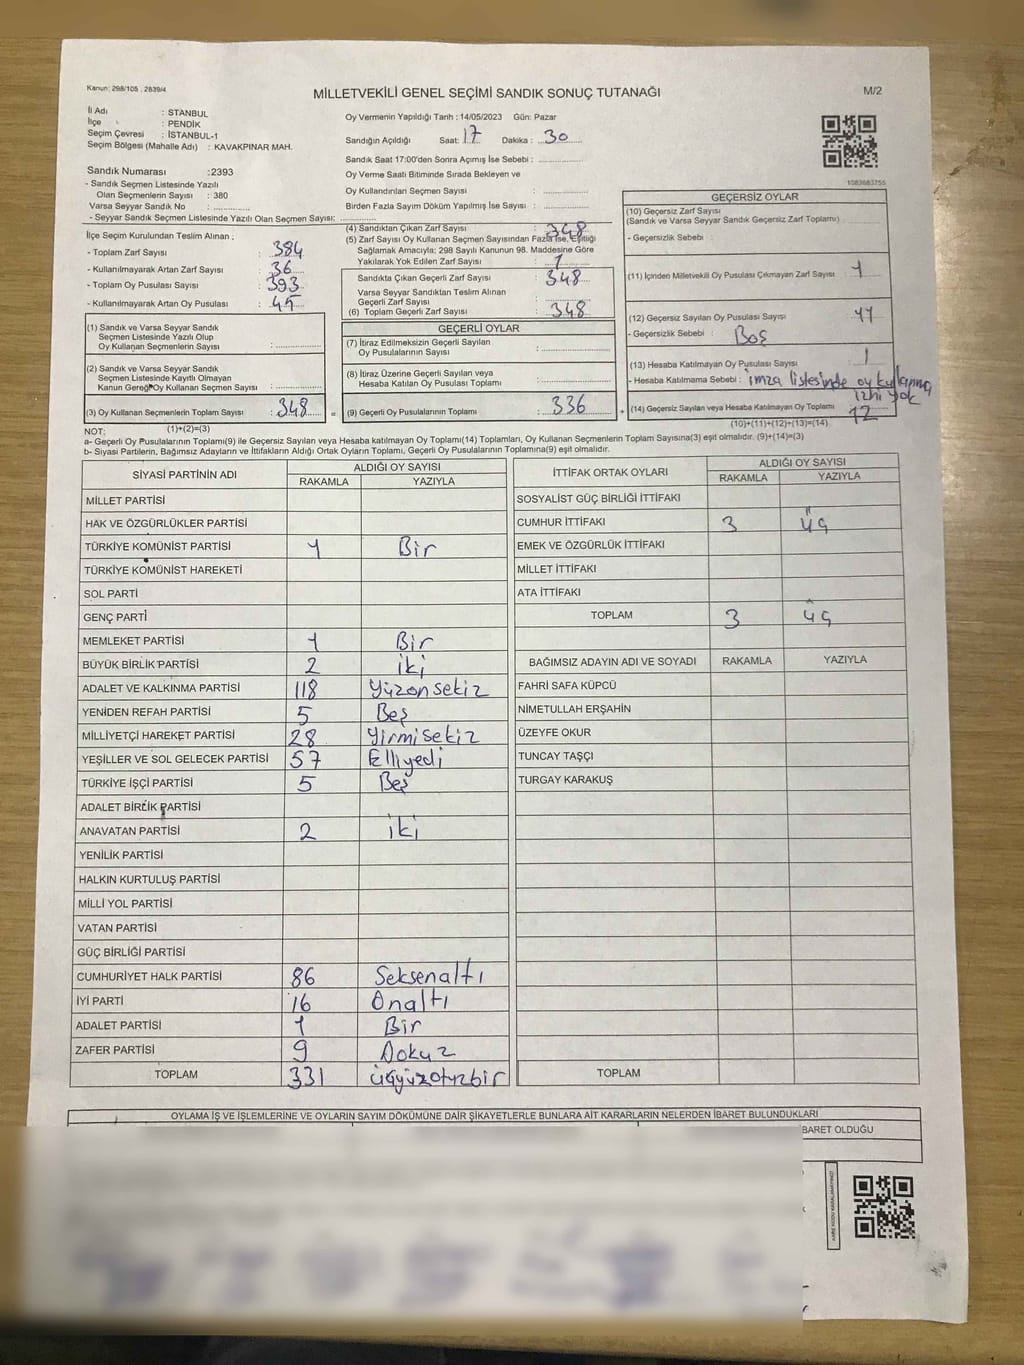 Kanun: 298/105 , 2839/4
MİLLETVEKİLİ GENEL SEÇİMİ SANDIK SONUÇ TUTANAĞI
M/2
İli Adı : STANBUL
İlçe : PENDİK
Seçim Çevresi : İSTANBUL-1
Seçim Bölgesi (Mahalle Adı) : KAVAKPINAR MAH.
Sandık Numarası :2393
- Sandık Seçmen Listesinde Yazılı
Olan Seçmenlerin Sayısı : 380
Varsa Seyyar Sandık No :
- Seyyar Sandık Seçmen Listesinde Yazılı Olan Seçmen Sayısı:
İlçe Seçim Kurulundan Teslim Alınan ;
- Toplam Zarf Sayısı : 384
- Kullanılmayarak Artan Zarf Sayısı : 36
- Toplam Oy Pusulası Sayısı : 393
- Kullanılmayarak Artan Oy Pusulası : 45
(1) Sandık ve Varsa Seyyar Sandık
Seçmen Listesinde Yazılı Olup
Oy Kullanan Seçmenlerin Sayısı :
(2) Sandık ve Varsa Seyyar Sandık
Seçmen Listesinde Kayıtlı Olmayan
Kanun Gereği Oy Kullanan Seçmen Sayısı :
(3) Oy Kullanan Seçmenlerin Toplam Sayısı : 348
(1)+(2)=(3)
Oy Vermenin Yapıldığı Tarih : 14/05/2023 Gün: Pazar
Sandığın Açıldığı Saat: 17 Dakika : 30
Sandık Saat 17:00'den Sonra Açımış İse Sebebi :
Oy Verme Saati Bitiminde Sırada Bekleyen ve
Oy Kullandırılan Seçmen Sayısı :
Birden Fazla Sayım Döküm Yapılmış İse Sayısı :
(4) Sandıktan Çıkan Zarf Sayısı : 348
(5) Zarf Sayısı Oy Kullanan Seçmen Sayısından Fazla İse, Eşitliği
Sağlamak Amacıyla; 298 Sayılı Kanunun 98. Maddesine Göre
Yakılarak Yok Edilen Zarf Sayısı :
Sandıkta Çıkan Geçerli Zarf Sayısı : 348
Varsa Seyyar Sandıktan Teslim Alınan
Geçerli Zarf Sayısı :
(6) Toplam Geçerli Zarf Sayısı : 348
GEÇERLİ OYLAR
(7) İtiraz Edilmeksizin Geçerli Sayılan
Oy Pusulalarının Sayısı :
(8) İtiraz Üzerine Geçerli Sayılan veya
Hesaba Katılan Oy Pusulası Toplamı :
= (9) Geçerli Oy Pusulalarının Toplamı : 336 +
1083683755
GEÇERSİZ OYLAR
(10) Geçersiz Zarf Sayısı
(Sandık ve Varsa Seyyar Sandık Geçersiz Zarf Toplamı) :
- Geçersizlik Sebebi :
(11) İçinden Milletvekili Oy Pusulası Çıkmayan Zarf Sayısı :
(12) Geçersiz Sayılan Oy Pusulası Sayısı : 11
- Geçersizlik Sebebi : Boş
(13) Hesaba Katılmayan Oy Pusulası Sayısı : 1
- Hesaba Katılmama Sebebi : imza listesinde oy kullanma
izni yok
(14) Geçersiz Sayılan veya Hesaba Katılmayan Oy Toplamı : 12
(10)+(11)+(12)+(13)=(14)
NOT;
a- Geçerli Oy Pusulalarının Toplamı(9) ile Geçersiz Sayılan veya Hesaba katılmayan Oy Toplamı(14) Toplamları, Oy Kullanan Seçmenlerin Toplam Sayısına(3) eşit olmalıdır. (9)+(14)=(3)
b- Siyasi Partilerin, Bağımsız Adayların ve İttifakların Aldığı Ortak Oyların Toplamı, Geçerli Oy Pusulalarının Toplamına(9) eşit olmalıdır.
SİYASİ PARTİNİN ADI ALDIĞI OY SAYISI
RAKAMLA YAZIYLA
MİLLET PARTİSİ
HAK VE ÖZGÜRLÜKLER PARTİSİ
TÜRKİYE KOMÜNİST PARTİSİ 1 Bir
TÜRKİYE KOMÜNİST HAREKETİ
SOL PARTİ
GENÇ PARTİ
MEMLEKET PARTİSİ 1 Bir
BÜYÜK BİRLİK PARTİSİ 2 iki
ADALET VE KALKINMA PARTİSİ 118 Yüzonsekiz
YENİDEN REFAH PARTİSİ 5 Beş
MİLLİYETÇİ HAREKET PARTİSİ 28 Yirmisekiz
YEŞİLLER VE SOL GELECEK PARTİSİ 57 Elliyedi
TÜRKİYE İŞÇİ PARTİSİ 5 Beş
ADALET BİRLİK PARTİSİ
ANAVATAN PARTİSİ 2 iki
YENİLİK PARTİSİ
HALKIN KURTULUŞ PARTİSİ
MİLLİ YOL PARTİSİ
VATAN PARTİSİ
GÜÇ BİRLİĞİ PARTİSİ
CUMHURİYET HALK PARTİSİ 86 Seksenaltı
İYİ PARTİ 16 Onaltı
ADALET PARTİSİ 1 Bir
ZAFER PARTİSİ 9 Dokuz
TOPLAM 331 üçyüzotuzbir
İTTİFAK ORTAK OYLARI ALDIĞI OY SAYISI
RAKAMLA YAZIYLA
SOSYALİST GÜÇ BİRLİĞİ İTTİFAKI
CUMHUR İTTİFAKI 3 üç
EMEK VE ÖZGÜRLÜK İTTİFAKI
MİLLET İTTİFAKI
ATA İTTİFAKI
TOPLAM 3 üç
BAĞIMSIZ ADAYIN ADI VE SOYADI RAKAMLA YAZIYLA
FAHRİ SAFA KÜPCÜ
NİMETULLAH ERŞAHİN
ÜZEYFE OKUR
TUNCAY TAŞÇI
TURGAY KARAKUŞ
TOPLAM
OYLAMA İŞ VE İŞLEMLERİNE VE OYLARIN SAYIM DÖKÜMÜNE DAİR ŞİKAYETLERLE BUNLARA AİT KARARLARIN NELERDEN İBARET BULUNDUKLARI
BARET OLDUĞU